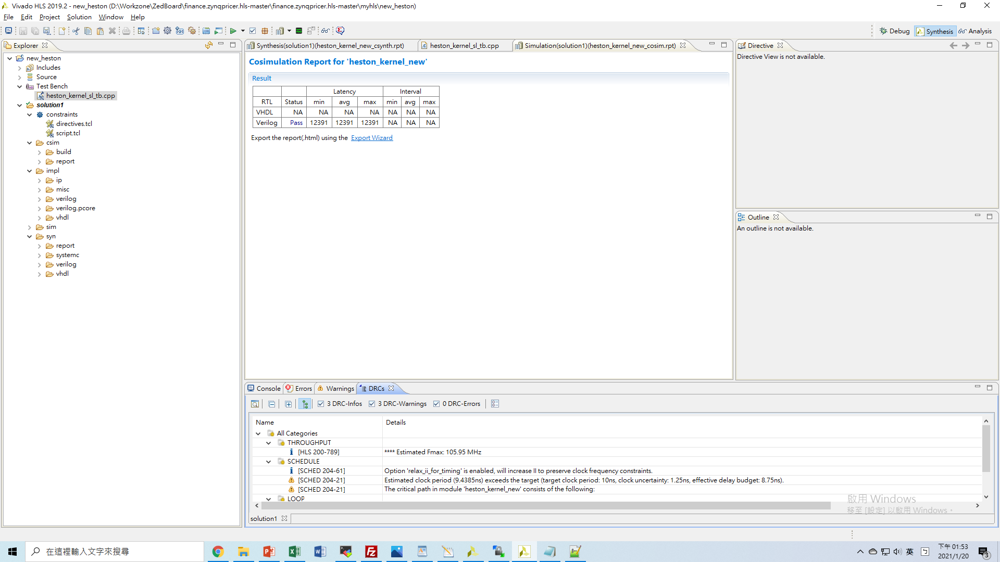 Vivado HLS 2019.2 - new_heston (D:\Workzone\ZedBoard\finance.zynqpricer.hls-master\finance.zynqpricer.hls-master\myhls\new_heston)
File Edit Project Solution Window Help
Debug Synthesis Analysis
Explorer
new_heston
Includes
Source
Test Bench
heston_kernel_sl_tb.cpp
solution1
constraints
directives.tcl
script.tcl
csim
build
report
impl
ip
misc
verilog
verilog.pcore
vhdl
sim
syn
report
systemc
verilog
vhdl
Synthesis(solution1)(heston_kernel_new_csynth.rpt) heston_kernel_sl_tb.cpp Simulation(solution1)(heston_kernel_new_cosim.rpt)
Cosimulation Report for 'heston_kernel_new'
Result
Latency Interval
RTL Status min avg max min avg max
VHDL NA NA NA NA NA NA NA
Verilog Pass 12391 12391 12391 NA NA NA
Export the report(.html) using the Export Wizard
Directive
Directive View is not available.
Outline
An outline is not available.
Console Errors Warnings DRCs
3 DRC-Infos 3 DRC-Warnings 0 DRC-Errors
Name Details
All Categories
THROUGHPUT
[HLS 200-789] **** Estimated Fmax: 105.95 MHz
SCHEDULE
[SCHED 204-61] Option 'relax_ii_for_timing' is enabled, will increase II to preserve clock frequency constraints.
[SCHED 204-21] Estimated clock period (9.4385ns) exceeds the target (target clock period: 10ns, clock uncertainty: 1.25ns, effective delay budget: 8.75ns).
[SCHED 204-21] The critical path in module 'heston_kernel_new' consists of the following:
LOOP
solution1
啟用 Windows
移至 [設定] 以啟用 Windows。
在這裡輸入文字來搜尋
英
下午 01:53
2021/1/20
3